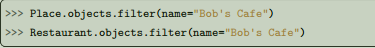 >>> Place.objects.filter(name="Bob's Cafe")
>>> Restaurant.objects.filter(name="Bob's Cafe")